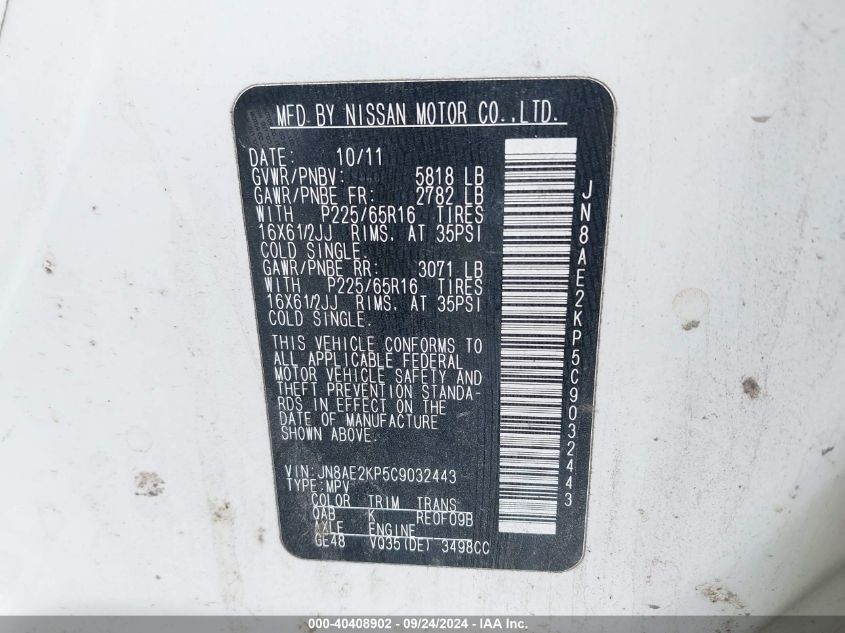 MFD BY NISSAN MOTOR CO.,LTD.
DATE: 10/11
GVWR/PNBV: 5818 LB
GAWR/PNBE FR: 2782 LB
WITH P225/65R16 TIRES
16X61/2JJ RIMS, AT 35PSI
COLD SINGLE.
GAWR/PNBE RR: 3071 LB
WITH P225/65R16 TIRES
16X61/2JJ RIMS, AT 35PSI
COLD SINGLE.
THIS VEHICLE CONFORMS TO
ALL APPLICABLE FEDERAL
MOTOR VEHICLE SAFETY AND
THEFT PREVENTION STANDA-
RDS IN EFFECT ON THE
DATE OF MANUFACTURE
SHOWN ABOVE.
VIN:JN8AE2KP5C9032443
TYPE:MPV
COLOR TRIM TRANS
QAB K RE0F09B
AXLE ENGINE
GE48 VQ35(DE) 3498CC
JN8AE2KP5C9032443
000-40408902 - 09/24/2024 - IAA Inc.